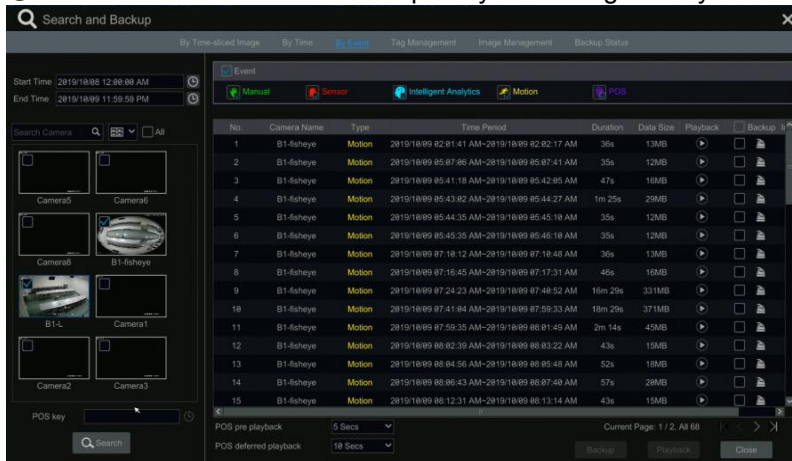 Search and Backup
By Time-sliced Image By Time By Event Tag Management Image Management Backup Status
Start Time 2019/10/08 12:00:00 AM
End Time 2019/10/09 11:59:59 PM
Search Camera All
Camera5 Camera6
Camera8 B1-fisheye
B1-L Camera1
Camera2 Camera3
POS key
Search
Event
Manual Sensor Intelligent Analytics Motion POS
No. Camera Name Type Time Period Duration Data Size Playback Backup
1 B1-fisheye Motion 2019/10/09 02:01:41 AM~2019/10/09 02:02:17 AM 36s 13MB
2 B1-fisheye Motion 2019/10/09 05:07:06 AM~2019/10/09 05:07:41 AM 35s 12MB
3 B1-fisheye Motion 2019/10/09 05:41:18 AM~2019/10/09 05:42:05 AM 47s 16MB
4 B1-fisheye Motion 2019/10/09 05:43:02 AM~2019/10/09 05:44:27 AM 1m 25s 29MB
5 B1-fisheye Motion 2019/10/09 05:44:35 AM~2019/10/09 05:45:10 AM 35s 12MB
6 B1-fisheye Motion 2019/10/09 05:45:35 AM~2019/10/09 05:46:10 AM 35s 12MB
7 B1-fisheye Motion 2019/10/09 07:10:12 AM~2019/10/09 07:10:48 AM 36s 13MB
8 B1-fisheye Motion 2019/10/09 07:16:45 AM~2019/10/09 07:17:31 AM 46s 16MB
9 B1-fisheye Motion 2019/10/09 07:24:23 AM~2019/10/09 07:40:52 AM 16m 29s 331MB
10 B1-fisheye Motion 2019/10/09 07:41:04 AM~2019/10/09 07:59:33 AM 18m 29s 371MB
11 B1-fisheye Motion 2019/10/09 07:59:35 AM~2019/10/09 08:01:49 AM 2m 14s 45MB
12 B1-fisheye Motion 2019/10/09 08:02:39 AM~2019/10/09 08:03:22 AM 43s 15MB
13 B1-fisheye Motion 2019/10/09 08:04:56 AM~2019/10/09 08:05:48 AM 52s 18MB
14 B1-fisheye Motion 2019/10/09 08:06:43 AM~2019/10/09 08:07:40 AM 57s 20MB
15 B1-fisheye Motion 2019/10/09 08:12:31 AM~2019/10/09 08:13:14 AM 43s 15MB
POS pre playback 5 Secs Current Page: 1 / 2, All 68
POS deferred playback 10 Secs Backup Playback Close